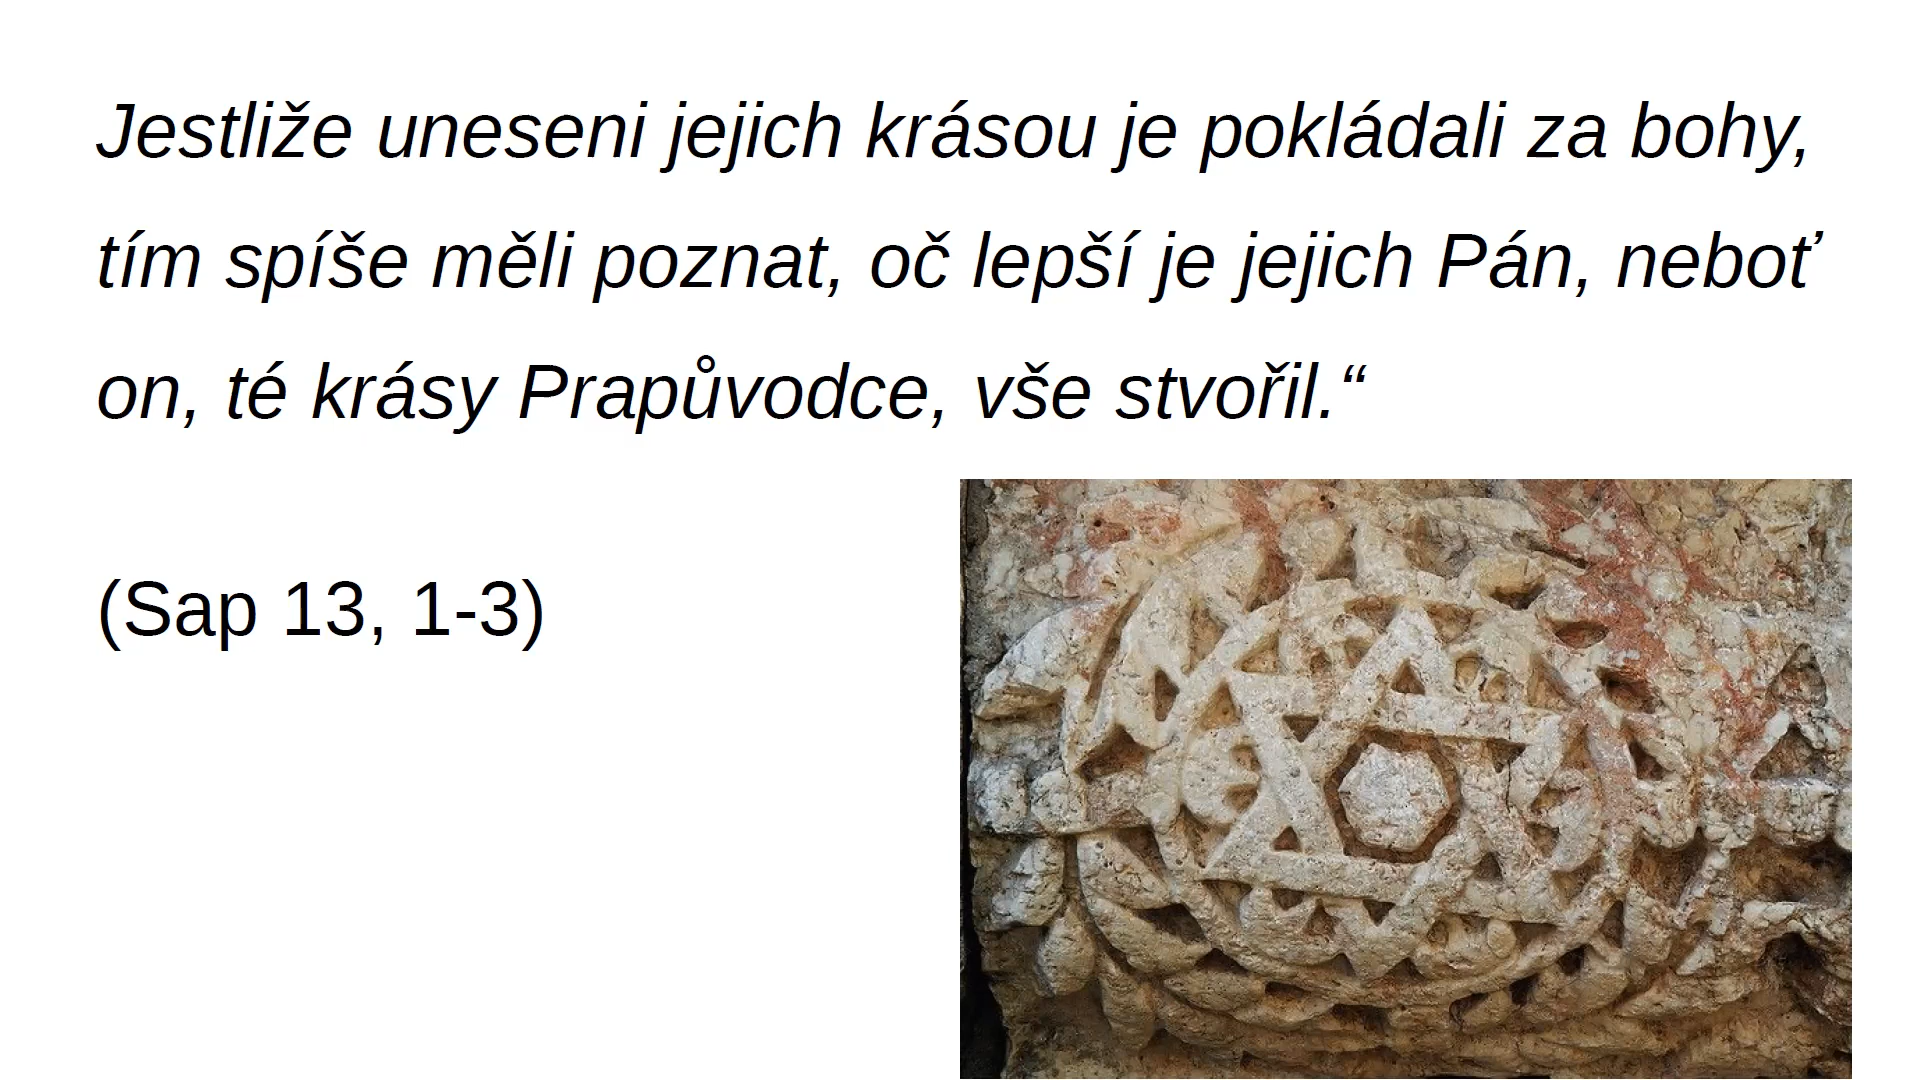 Jestliže uneseni jejich krásou je pokládali za bohy,
tím spíše měli poznat, oč lepší je jejich Pán, neboť
on, té krásy Prapůvodce, vše stvořil.“
(Sap 13, 1-3)